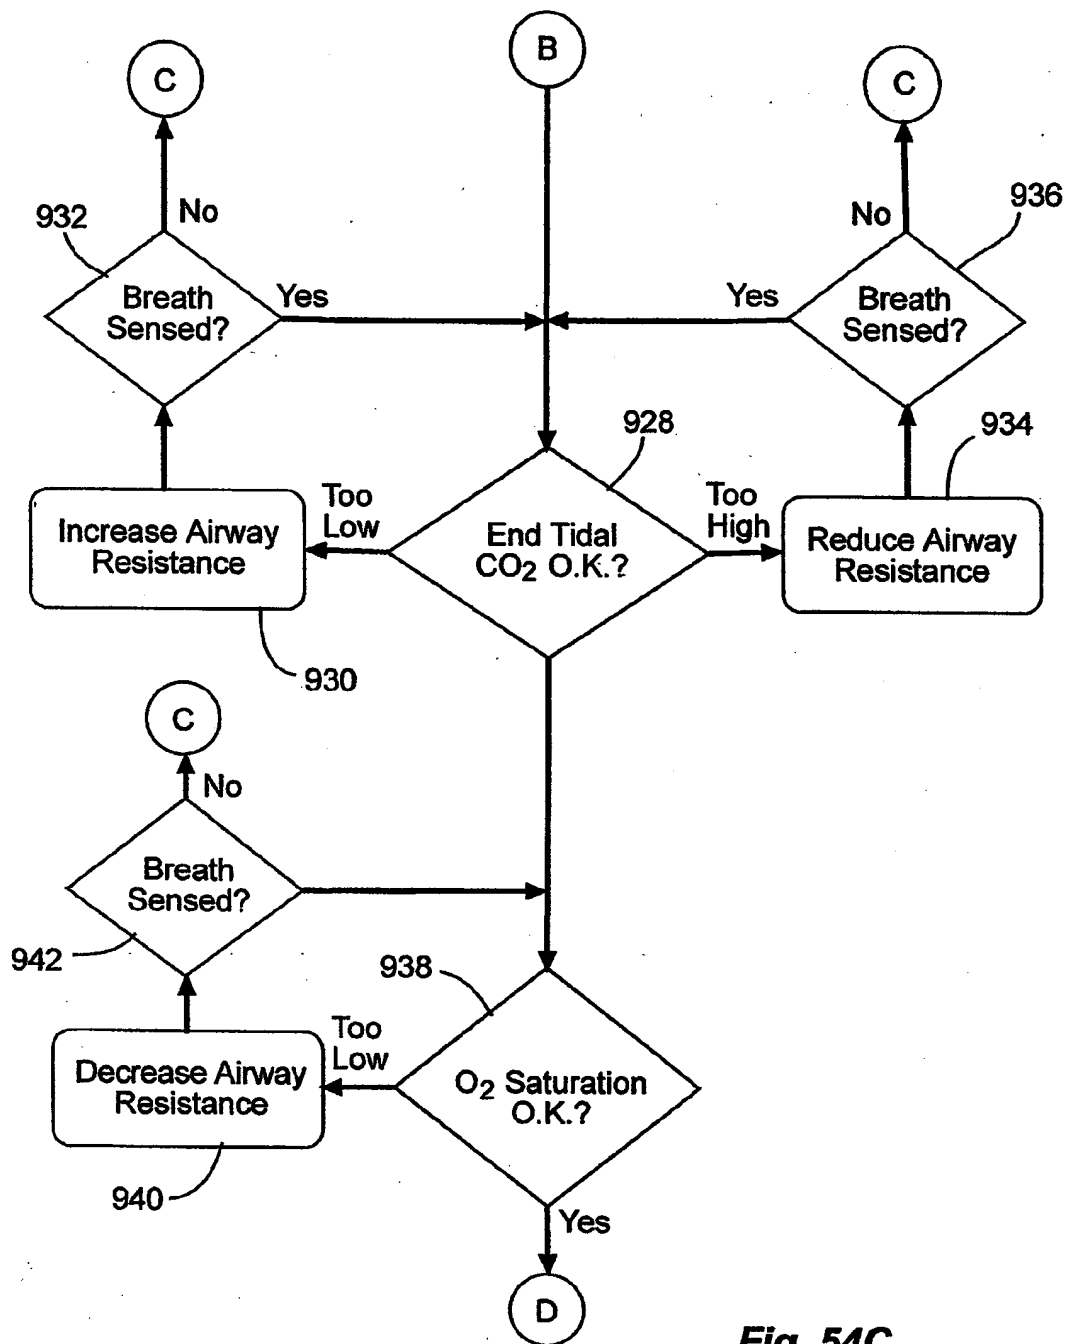 B
C
C
932
No
No
936
Breath
Sensed?
Yes
Yes
Breath
Sensed?
928
934
Too
Low
Too
High
Increase Airway
Resistance
End Tidal
CO2 O.K.?
Reduce Airway
Resistance
930
C
No
Breath
Sensed?
942
938
Too
Low
Decrease Airway
Resistance
O2 Saturation
O.K.?
940
Yes
D
Fig. 54C